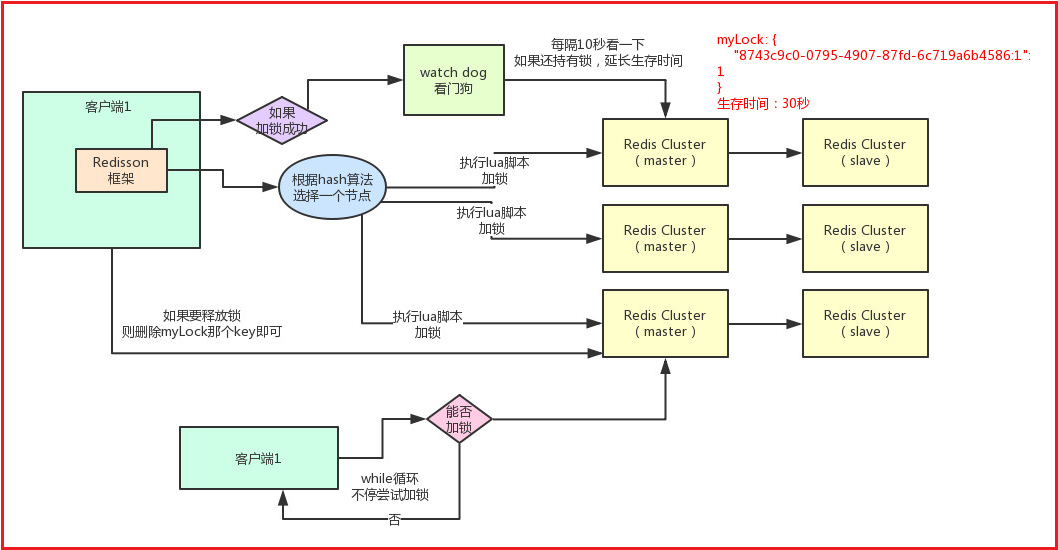 每隔10秒看一下
如果还持有锁，延长生存时间
myLock: {
"8743c9c0-0795-4907-87fd-6c719a6b4586:1":
1
}
生存时间：30秒
watch dog
看门狗
客户端1
如果
加锁成功
Redisson
框架
根据hash算法
选择一个节点
执行lua脚本
加锁
Redis Cluster
（master）
Redis Cluster
（slave）
执行lua脚本
加锁
Redis Cluster
（master）
Redis Cluster
（slave）
如果要释放锁
则删除myLock那个key即可
执行lua脚本
加锁
Redis Cluster
（master）
Redis Cluster
（slave）
能否
加锁
客户端1
while循环
不停尝试加锁
否